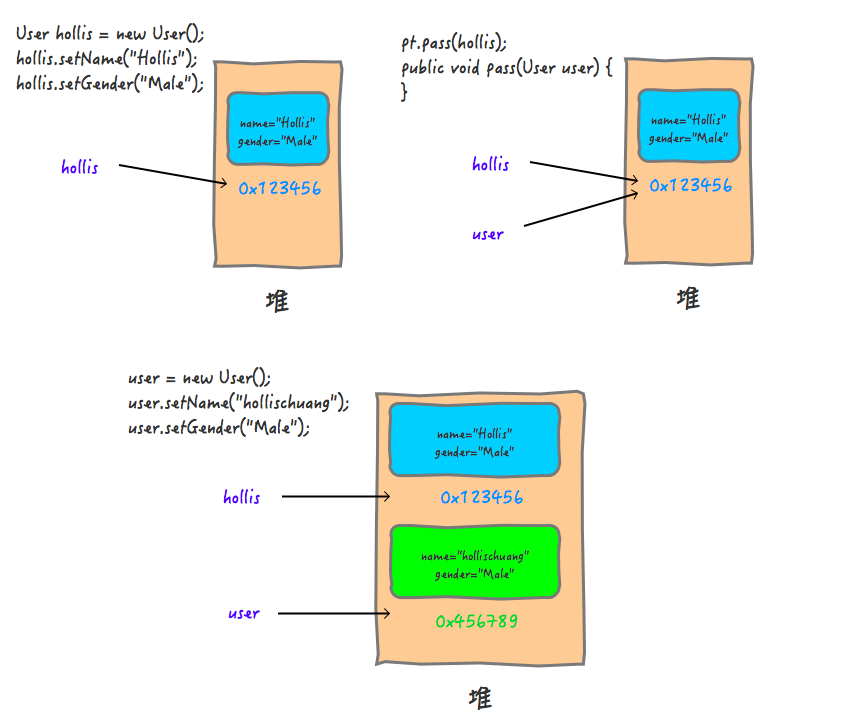 User hollis = new User();
hollis.setName("Hollis");
hollis.setGender("Male");
name="Hollis"
gender="Male"
hollis
0x123456
堆
pt.pass(hollis);
public void pass(User user) {
}
name="Hollis"
gender="Male"
hollis
0x123456
user
堆
user = new User();
user.setName("hollischuang");
user.setGender("Male");
name="Hollis"
gender="Male"
hollis
0x123456
name="hollischuang"
gender="Male"
user
0x456789
堆